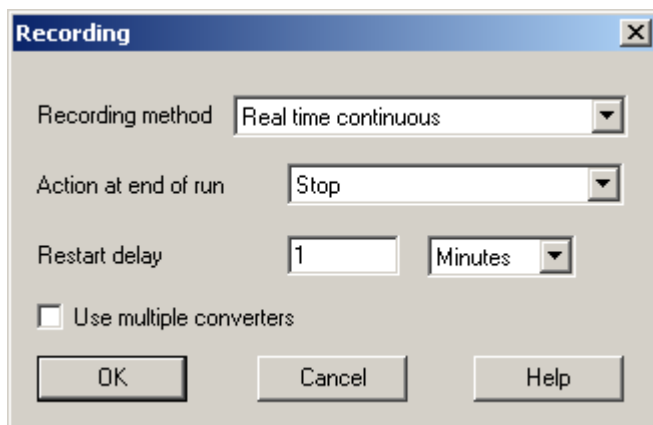 Recording
Recording method Real time continuous
Action at end of run Stop
Restart delay 1 Minutes
Use multiple converters
OK Cancel Help